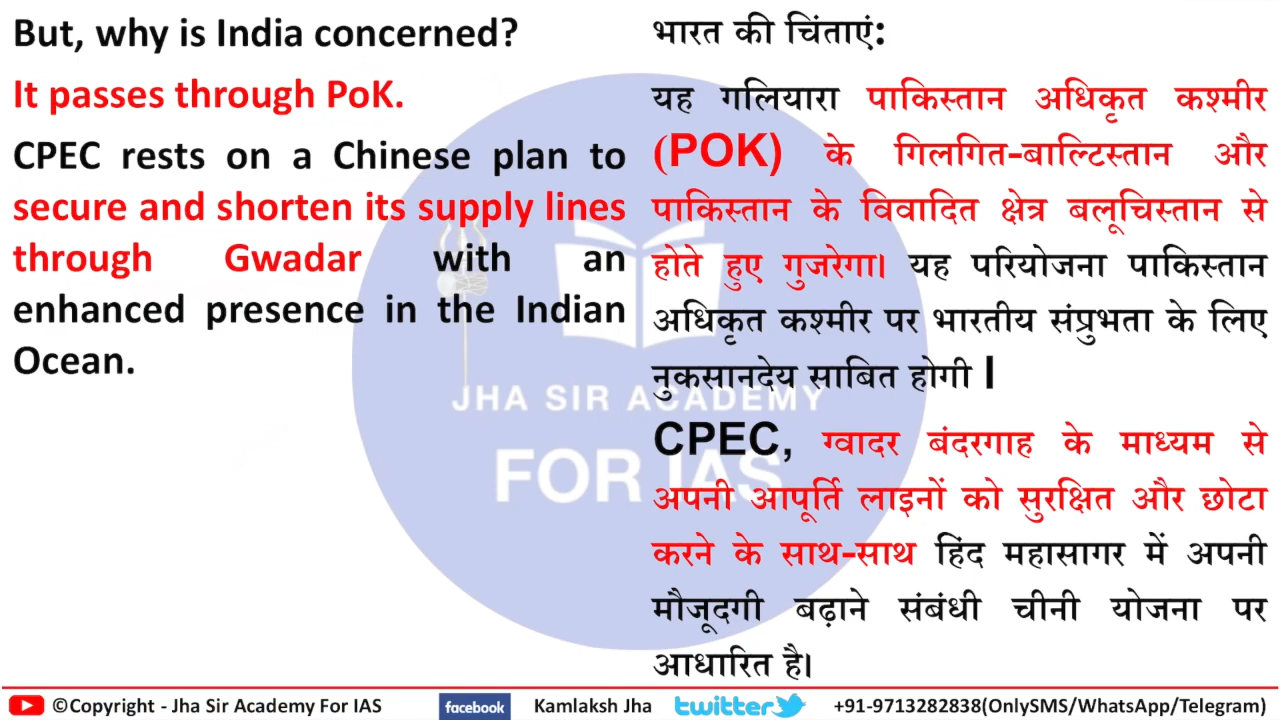 But, why is India concerned?
It passes through PoK.
CPEC rests on a Chinese plan to
secure and shorten its supply lines
through Gwadar with an
enhanced presence in the Indian
Ocean.
भारत की चिंताएं:
यह गलियारा पाकिस्तान अधिकृत कश्मीर
(POK) के गिलगित-बाल्टिस्तान और
पाकिस्तान के विवादित क्षेत्र बलूचिस्तान से
होते हुए गुजरेगा। यह परियोजना पाकिस्तान
अधिकृत कश्मीर पर भारतीय संप्रुभता के लिए
नुकसानदेय साबित होगी l
CPEC, ग्वादर बंदरगाह के माध्यम से
अपनी आपूर्ति लाइनों को सुरक्षित और छोटा
करने के साथ-साथ हिंद महासागर में अपनी
मौजूदगी बढ़ाने संबंधी चीनी योजना पर
आधारित है।
JHA SIR ACADEMY
FOR IAS
©Copyright - Jha Sir Academy For IAS facebook Kamlaksh Jha twitter +91-9713282838(OnlySMS/WhatsApp/Telegram)